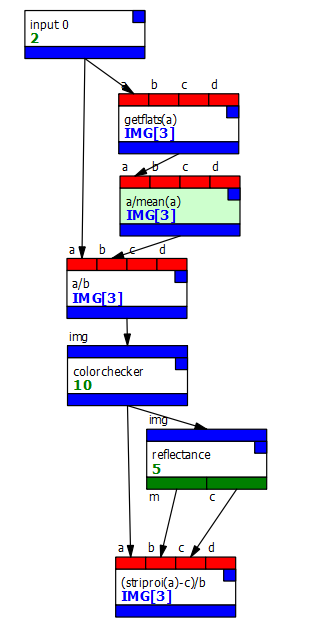 input 0
2
a b c d
getflats(a)
IMG[3]
a b c d
a/mean(a)
IMG[3]
a b c d
a/b
IMG[3]
img
colorchecker
10
img
reflectance
5
m c
a b c d
(striproi(a)-c)/b
IMG[3]